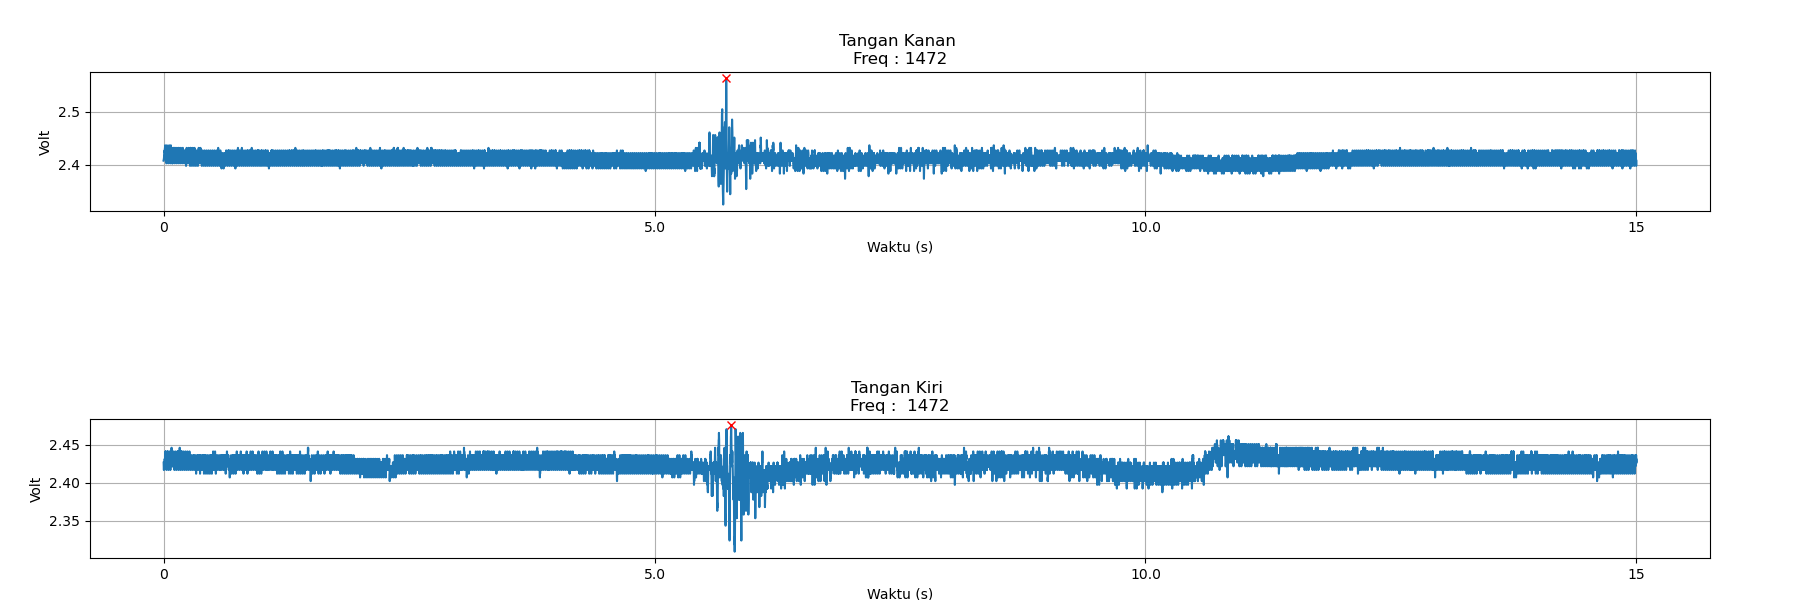 Tangan Kanan
Freq : 1472
Volt
2.5
2.4
0
5.0
10.0
15
Waktu (s)
Tangan Kiri
Freq :  1472
Volt
2.45
2.40
2.35
0
5.0
10.0
15
Waktu (s)